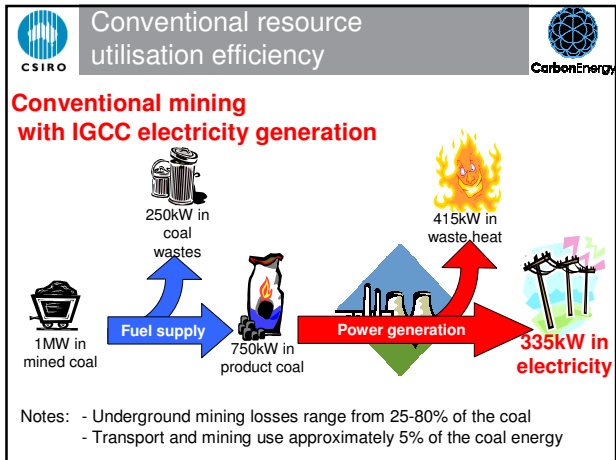 Conventional resource
utilisation efficiency
CSIRO
CarbonEnergy
Conventional mining
with IGCC electricity generation
250kW in
coal
wastes
415kW in
waste heat
Fuel supply
Power generation
1MW in
mined coal
750kW in
product coal
335kW in
electricity
Notes: - Underground mining losses range from 25-80% of the coal
- Transport and mining use approximately 5% of the coal energy